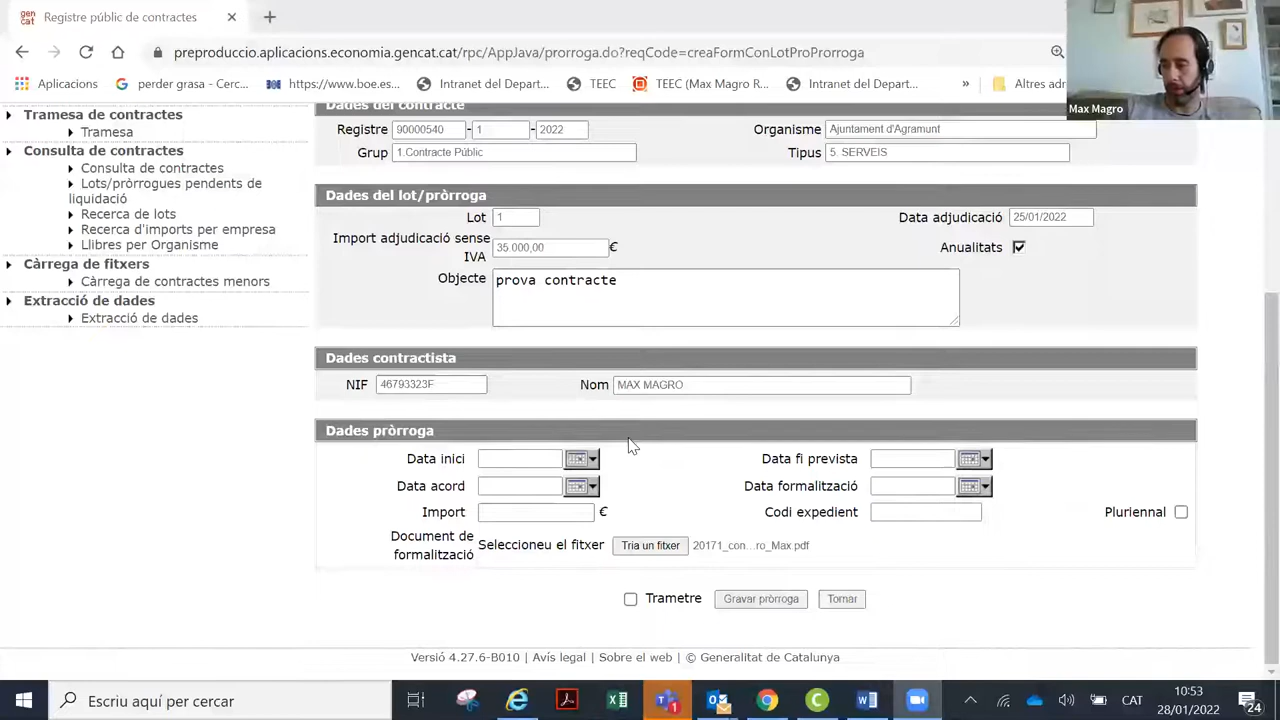 gen
cat
Registre públic de contractes
preproduccio.aplicacions.economia.gencat.cat/rpc/AppJava/prorroga.do?reqCode=creaFormConLotProProrroga
Aplicacions
perder grasa - Cerc...
https://www.boe.es...
Intranet del Depart...
TEEC
TEEC (Max Magro R...
Intranet del Depart...
»
Altres adr
Max Magro
Tramesa de contractes
Tramesa
Consulta de contractes
Consulta de contractes
Lots/pròrrogues pendents de
liquidació
Recerca de lots
Recerca d'imports per empresa
Llibres per Organisme
Càrrega de fitxers
Càrrega de contractes menors
Extracció de dades
Extracció de dades
Dades del contracte
Registre 90000540 - 1 - 2022 Organisme Ajuntament d'Agramunt
Grup 1.Contracte Públic Tipus 5. SERVEIS
Dades del lot/pròrroga
Lot 1 Data adjudicació 25/01/2022
Import adjudicació sense
IVA 35 000,00 € Anualitats
Objecte prova contracte
Dades contractista
NIF 46793323F Nom MAX MAGRO
Dades pròrroga
Data inici Data fi prevista
Data acord Data formalització
Import € Codi expedient Pluriennal
Document de
formalització Seleccioneu el fitxer Tria un fitxer 20171_con...ro_Max.pdf
Trametre Gravar pròrroga Tornar
Versió 4.27.6-B010 | Avís legal | Sobre el web | © Generalitat de Catalunya
Escriu aquí per cercar
CAT
10:53
28/01/2022
24